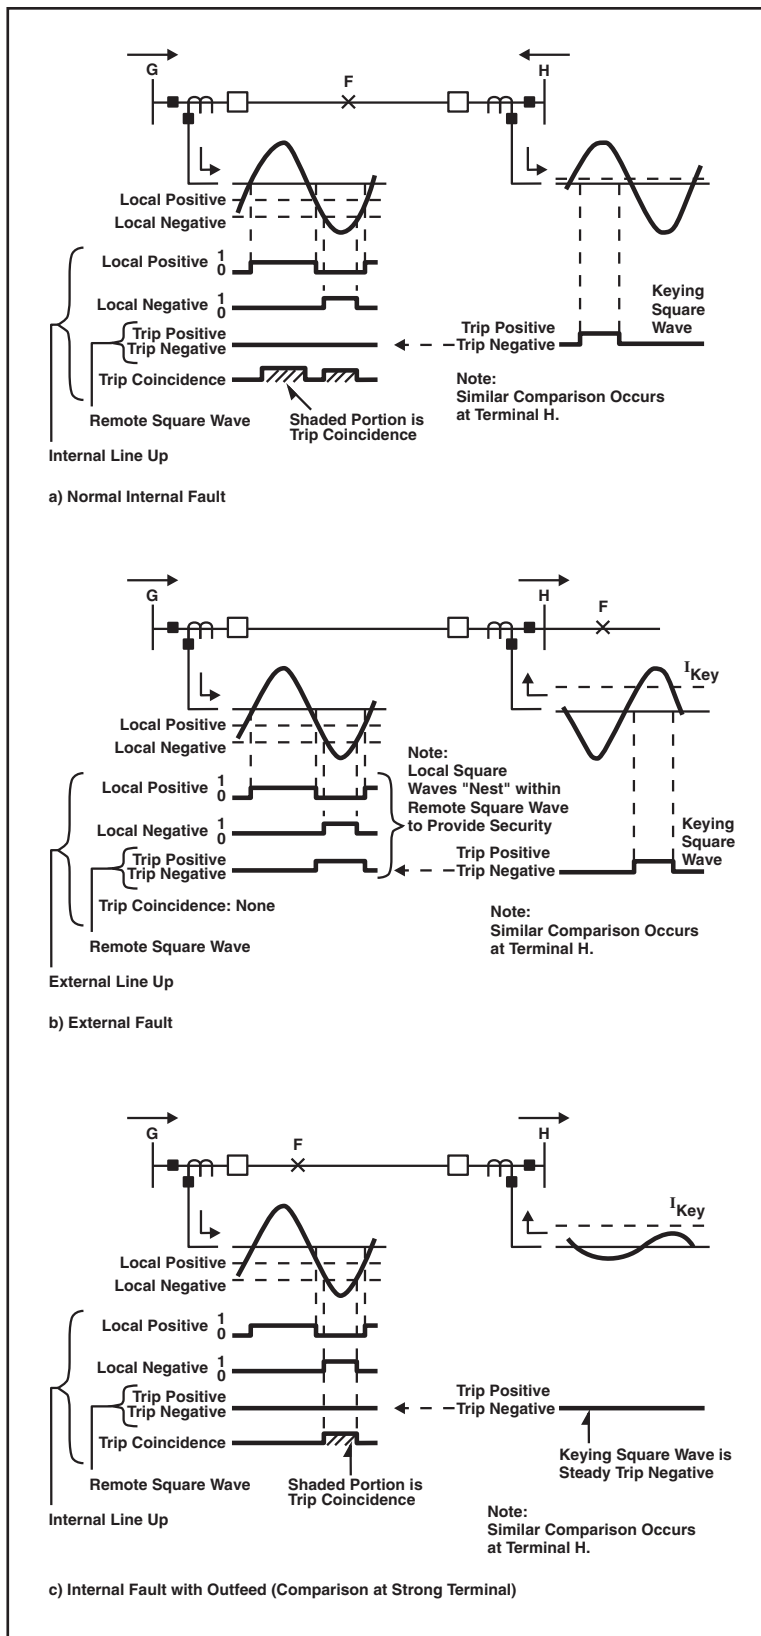 G
H
F
Local Positive
Local Negative
Local Positive 1
0
Local Negative 1
0
Trip Positive
Trip Negative
Trip Coincidence
Remote Square Wave
Internal Line Up
Shaded Portion is
Trip Coincidence
Trip Positive
Trip Negative
Keying
Square
Wave
Note:
Similar Comparison Occurs
at Terminal H.
a) Normal Internal Fault
G
H
F
I Key
Local Positive
Local Negative
Local Positive 1
0
Local Negative 1
0
Trip Positive
Trip Negative
Trip Coincidence: None
Remote Square Wave
External Line Up
Note:
Local Square
Waves "Nest" within
Remote Square Wave
to Provide Security
Trip Positive
Trip Negative
Keying
Square
Wave
Note:
Similar Comparison Occurs
at Terminal H.
b) External Fault
G
F
H
I Key
Local Positive
Local Negative
Local Positive 1
0
Local Negative 1
0
Trip Positive
Trip Negative
Trip Coincidence
Remote Square Wave
Internal Line Up
Shaded Portion is
Trip Coincidence
Trip Positive
Trip Negative
Keying Square Wave is
Steady Trip Negative
Note:
Similar Comparison Occurs
at Terminal H.
c) Internal Fault with Outfeed (Comparison at Strong Terminal)